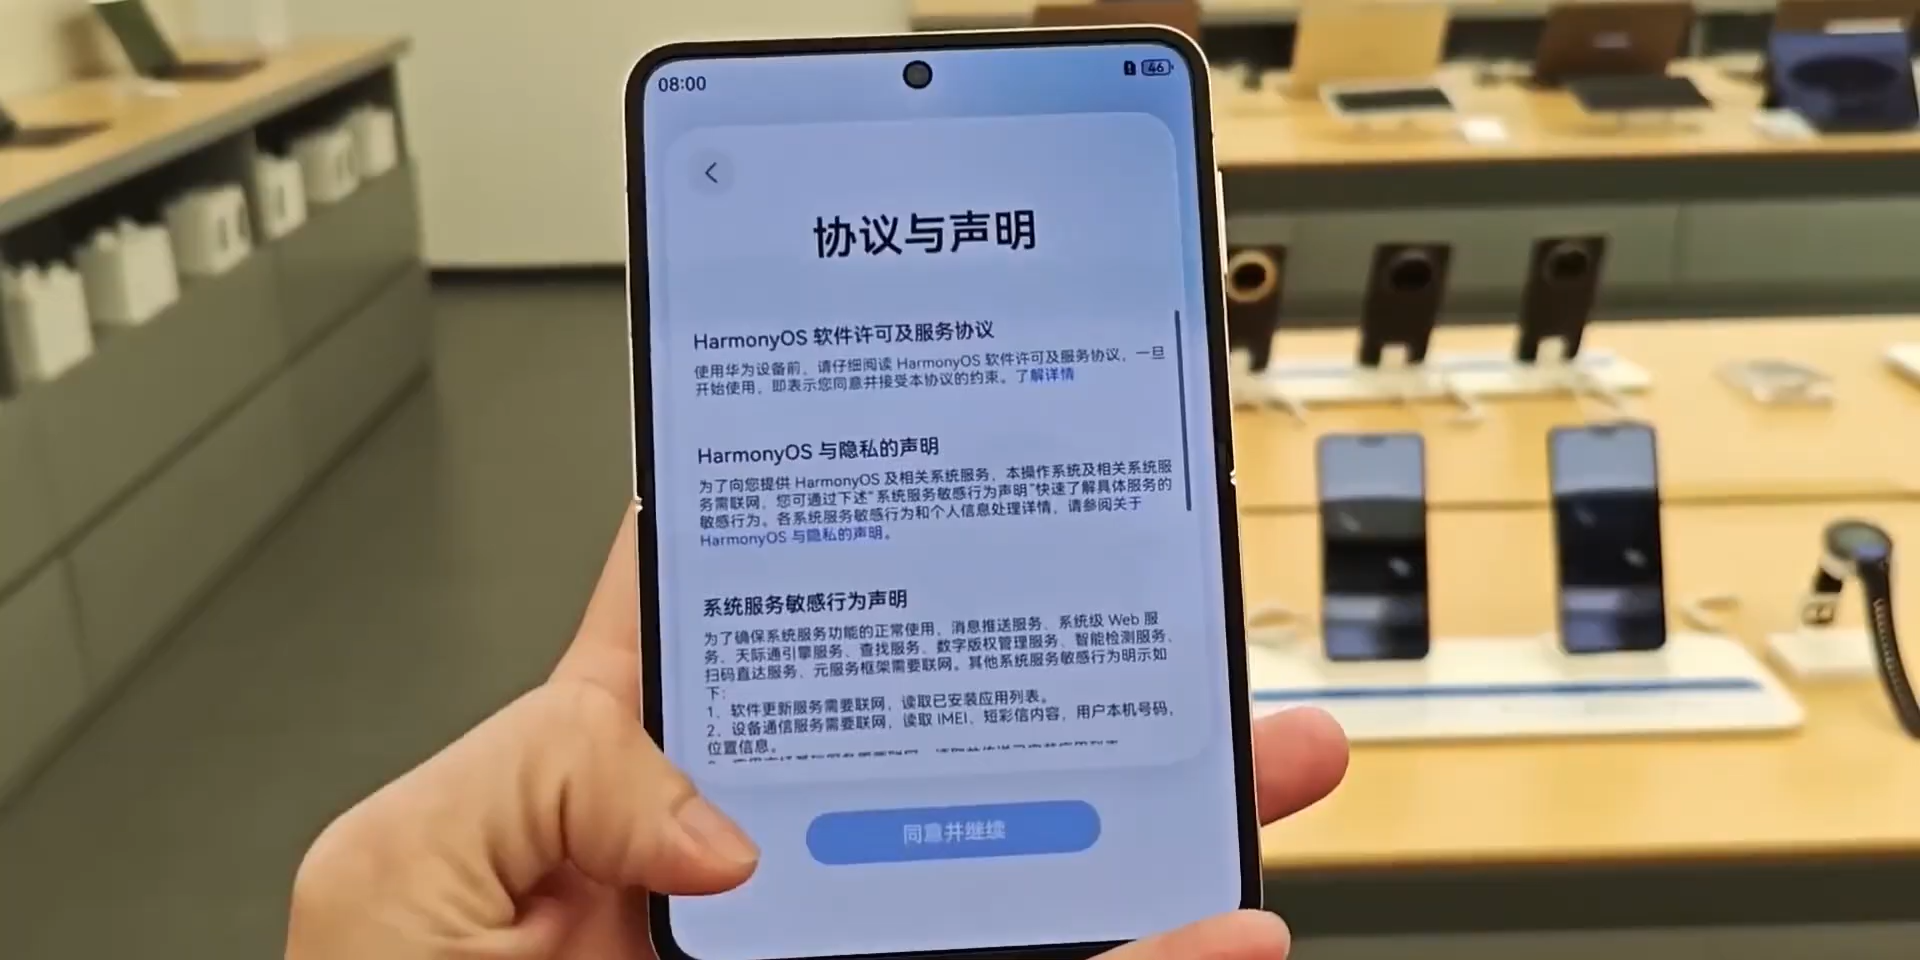 08:00
46
协议与声明
HarmonyOS 软件许可及服务协议
使用华为设备前，请仔细阅读 HarmonyOS 软件许可及服务协议，一旦
开始使用，即表示您同意并接受本协议的约束。了解详情
HarmonyOS 与隐私的声明
为了向您提供 HarmonyOS 及相关系统服务，本操作系统及相关系统服
务需联网，您可通过下述“系统服务敏感行为声明”快速了解具体服务的
敏感行为。各系统服务敏感行为和个人信息处理详情，请参阅关于
HarmonyOS 与隐私的声明。
系统服务敏感行为声明
为了确保系统服务功能的正常使用，消息推送服务、系统级 Web 服
务、天际通引擎服务、查找服务、数字版权管理服务、智能检测服务、
扫码直达服务、元服务框架需要联网。其他系统服务敏感行为明示如
下：
1、软件更新服务需要联网，读取已安装应用列表。
2、设备通信服务需要联网，读取 IMEI、短彩信内容，用户本机号码，
位置信息。
同意并继续